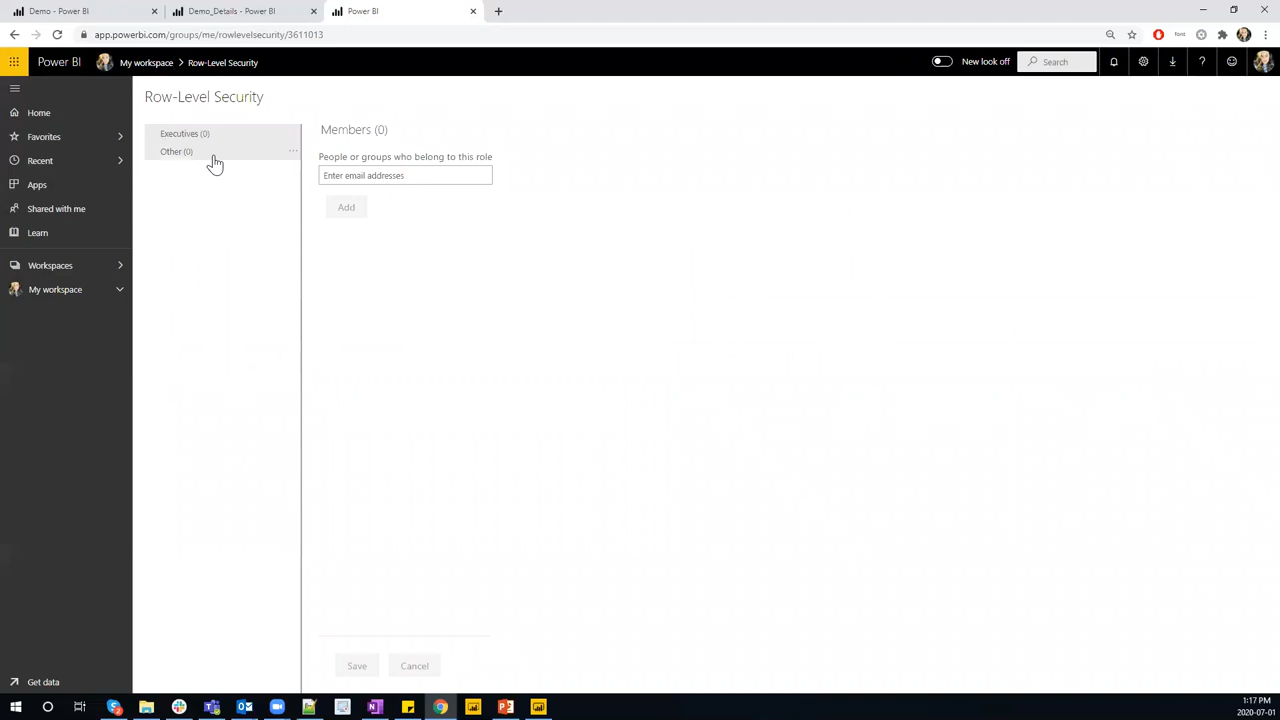 Demo - Power BI
Demo_Details - Power BI
Power BI
app.powerbi.com/groups/me/rowlevelsecurity/3611013
font
Power BI
My workspace
Row-Level Security
New look off
Search
Home
Favorites
Recent
Apps
Shared with me
Learn
Workspaces
My workspace
Get data
Row-Level Security
Executives (0)
Other (0)
Members (0)
People or groups who belong to this role
Enter email addresses
Add
Save
Cancel
1:17 PM
2020-07-01